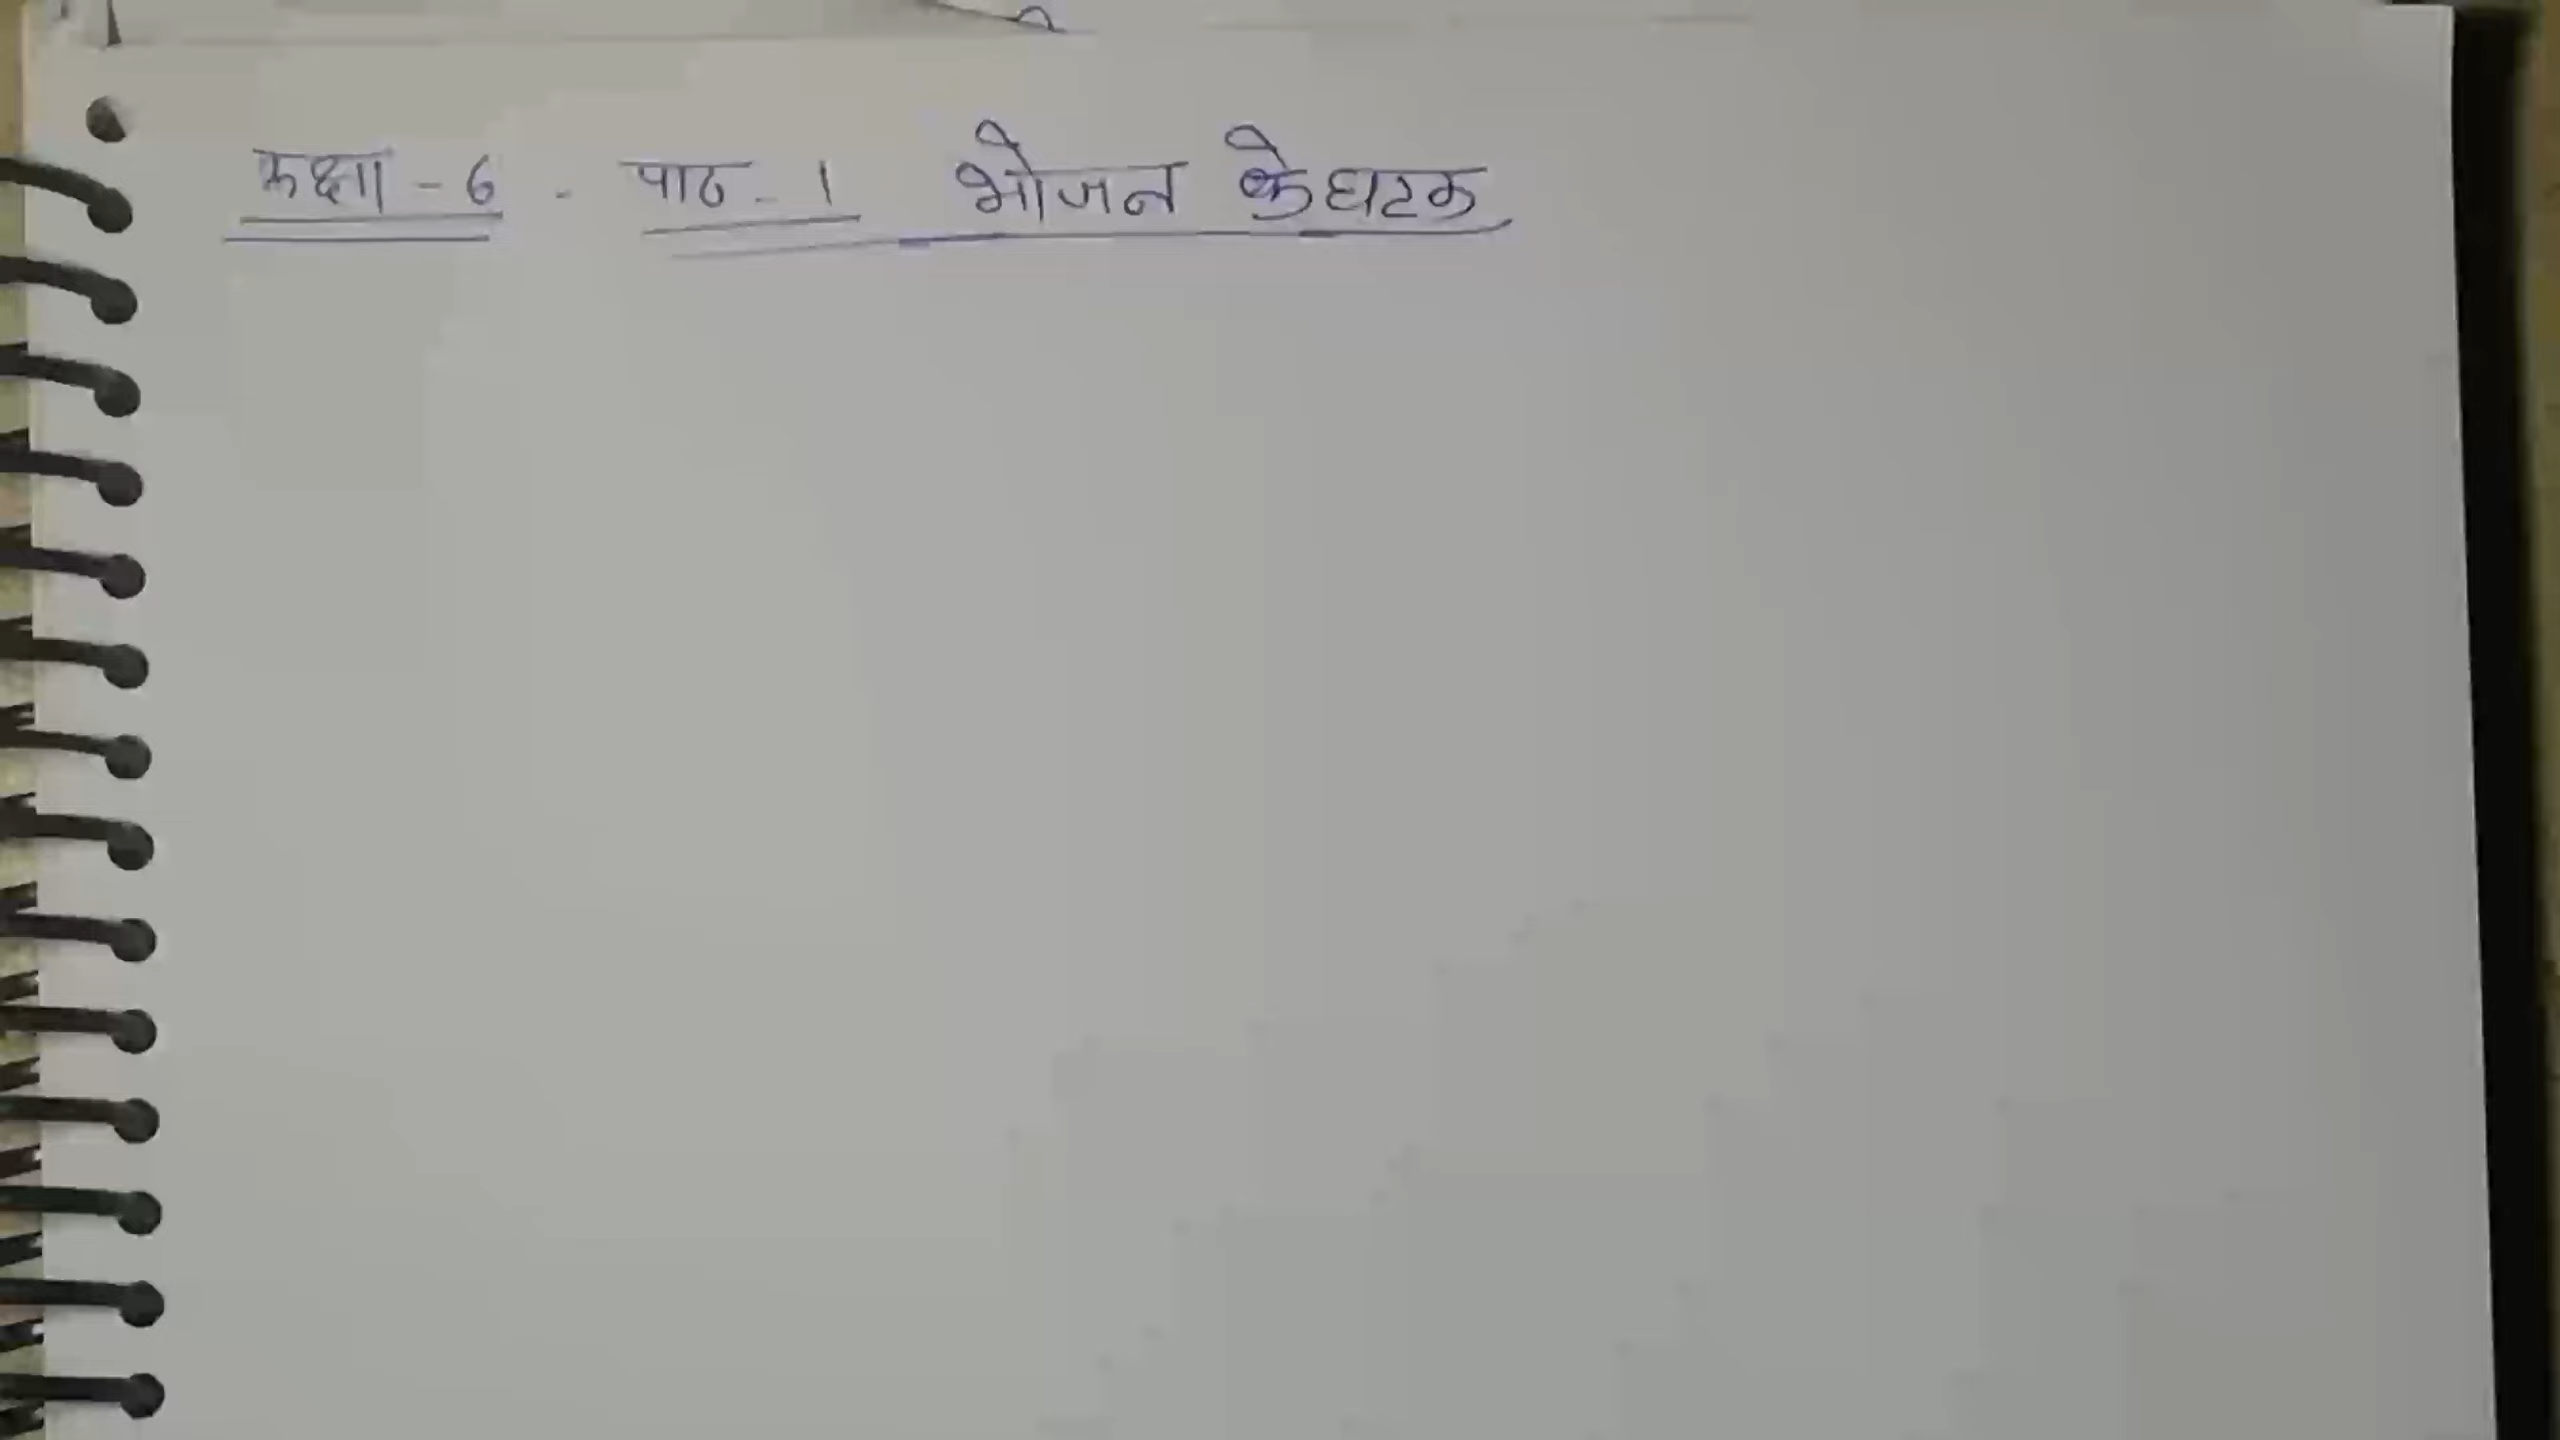 कक्षा - 6 - पाठ - 1 भोजन के घटक